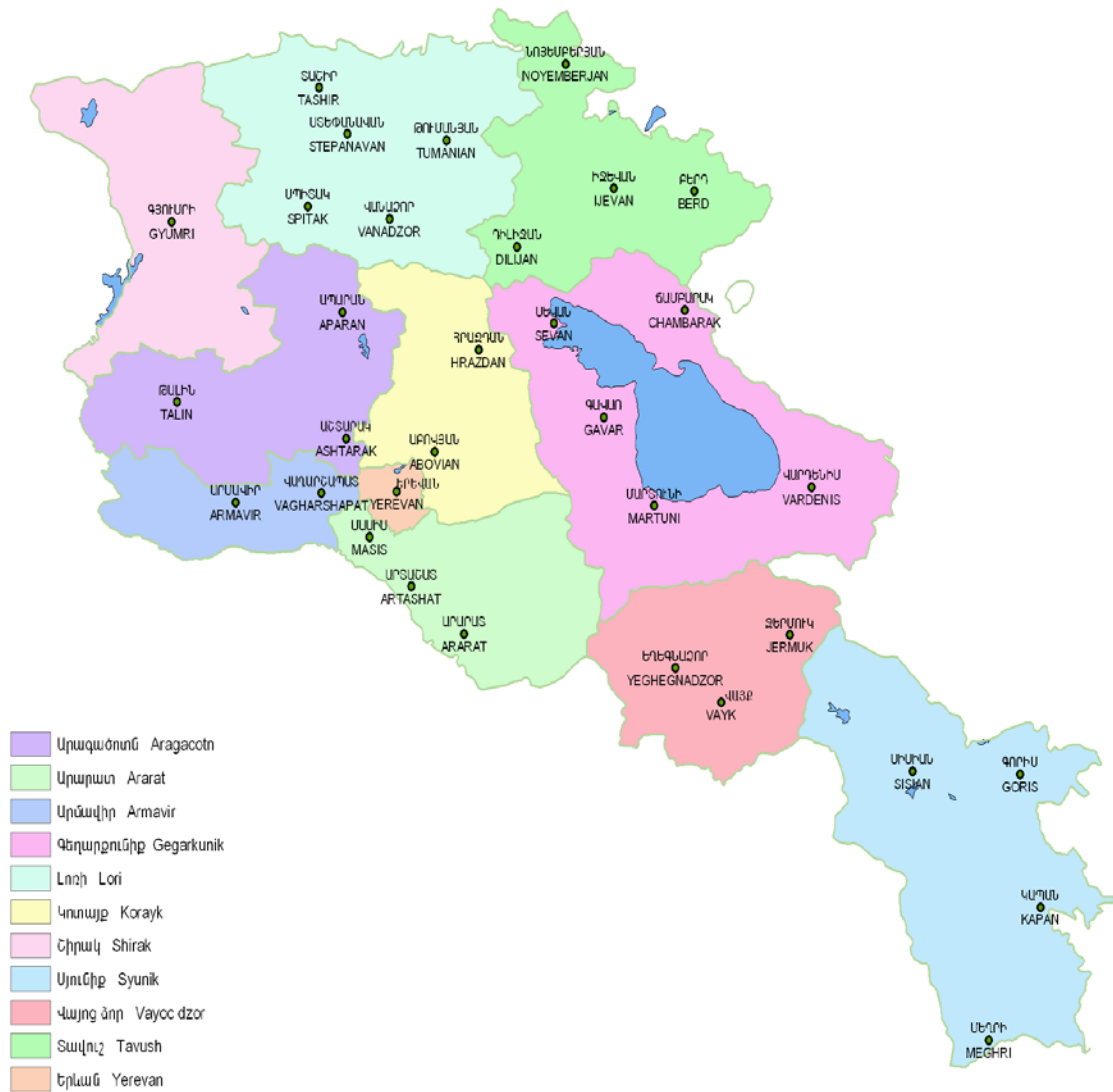 ՆՈՅԵՄԲԵՐՅԱՆ
NOYEMBERJAN
ՏԱՇԻՐ
TASHIR
ՍՏԵՓԱՆԱՎԱՆ
STEPANAVAN
ԹՈՒՄԱՆՅԱՆ
TUMANIAN
ԻՋԵՎԱՆ
IJEVAN
ԲԵՐԴ
BERD
ՍՊԻՏԱԿ
SPITAK
ՎԱՆԱՁՈՐ
VANADZOR
ԳՅՈՒՄՐԻ
GYUMRI
ԴԻԼԻՋԱՆ
DILIJAN
ԱՊԱՐԱՆ
APARAN
ՍԵՎԱՆ
SEVAN
ՃԱՄԲԱՐԱԿ
CHAMBARAK
ՀՐԱԶԴԱՆ
HRAZDAN
ԹԱԼԻՆ
TALIN
ԳԱՎԱՌ
GAVAR
ԱՇՏԱՐԱԿ
ASHTARAK
ԱԲՈՎՅԱՆ
ABOVIAN
ՎԱՐԴԵՆԻՍ
VARDENIS
ԱՐՄԱՎԻՐ
ARMAVIR
ՎԱՂԱՐՇԱՊԱՏ
VAGHARSHAPAT
ԵՐԵՎԱՆ
YEREVAN
ՄԱՐՏՈՒՆԻ
MARTUNI
ՄԱՍԻՍ
MASIS
ԱՐՏԱՇԱՏ
ARTASHAT
ԱՐԱՐԱՏ
ARARAT
ՋԵՐՄՈՒԿ
JERMUK
ԵՂԵԳՆԱՁՈՐ
YEGHEGNADZOR
ՎԱՅՔ
VAYK
ՍԻՍԻԱՆ
SISIAN
ԳՈՐԻՍ
GORIS
ԿԱՊԱՆ
KAPAN
ՄԵՂՐԻ
MEGHRI
Արագածոտն Aragacotn
Արարատ Ararat
Արմավիր Armavir
Գեղարքունիք Gegarkunik
Լոռի Lori
Կոտայք Korayk
Շիրակ Shirak
Սյունիք Syunik
Վայոց ձոր Vayoc dzor
Տավուշ Tavush
Երևան Yerevan